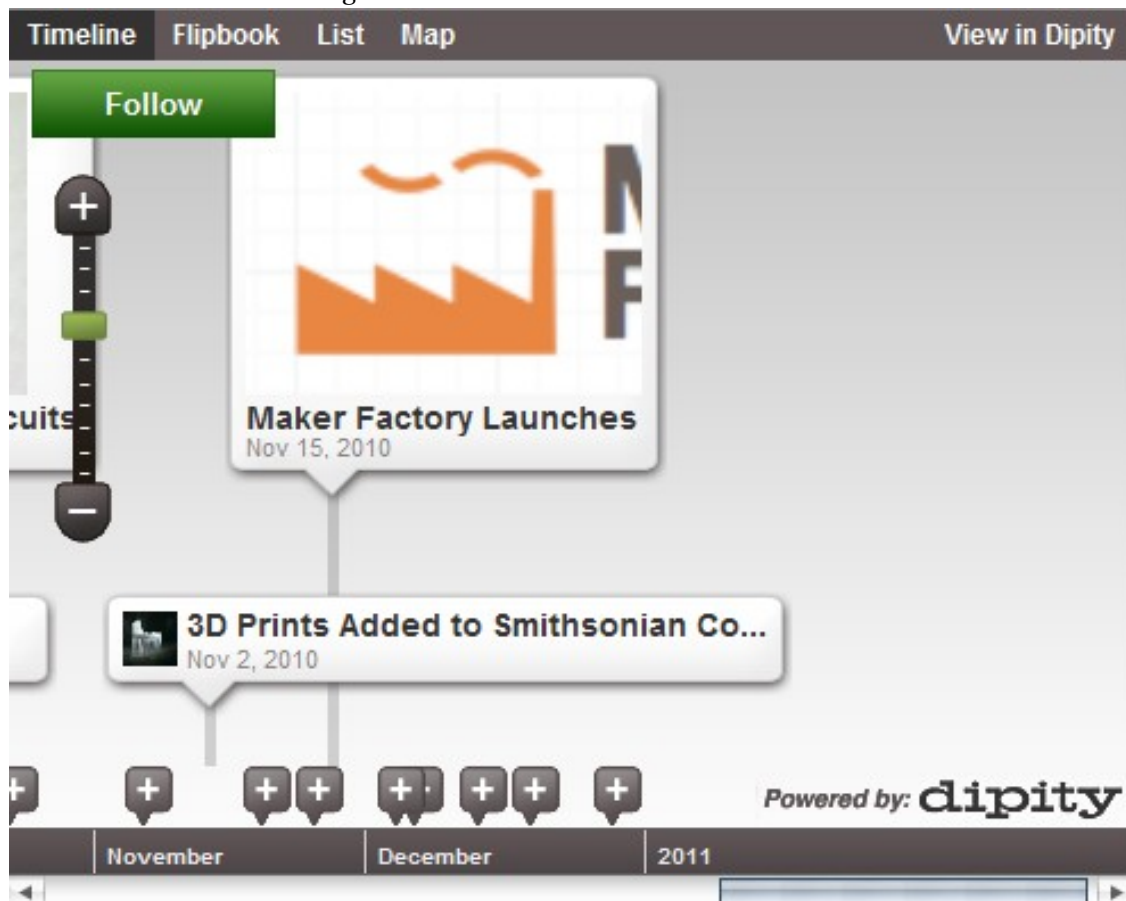 Timeline Flipbook List Map View in Dipity
Follow
M
F
cuits
Maker Factory Launches
Nov 15, 2010
3D Prints Added to Smithsonian Co...
Nov 2, 2010
Powered by: dipity
November December 2011